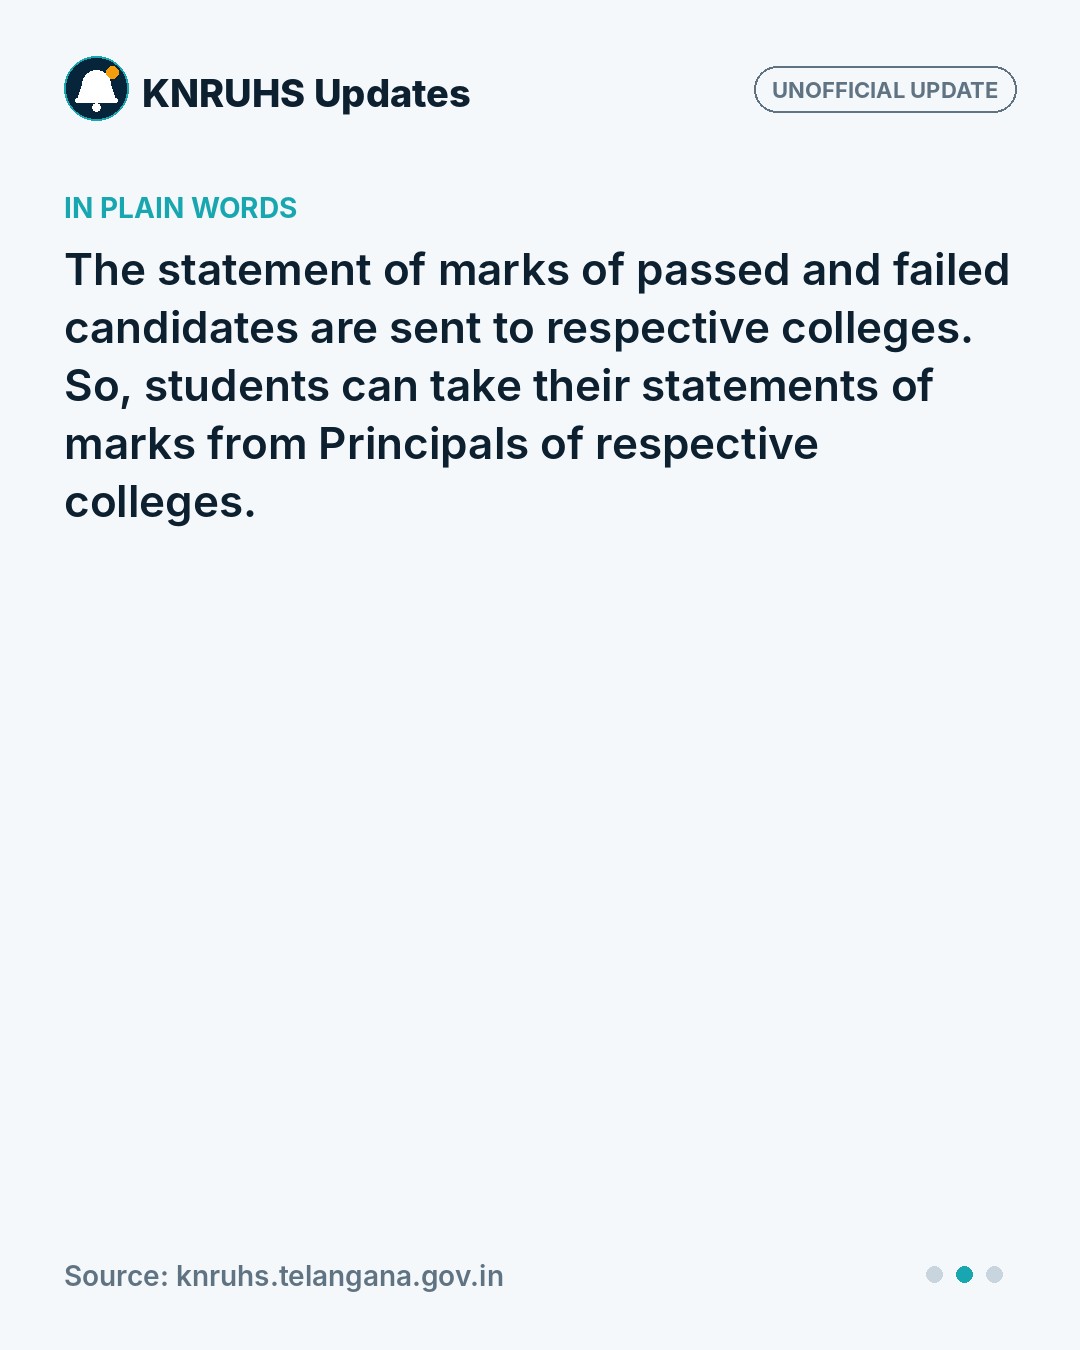 KNRUHS Updates
UNOFFICIAL UPDATE
IN PLAIN WORDS
The statement of marks of passed and failed
candidates are sent to respective colleges.
So, students can take their statements of
marks from Principals of respective
colleges.
Source: knruhs.telangana.gov.in